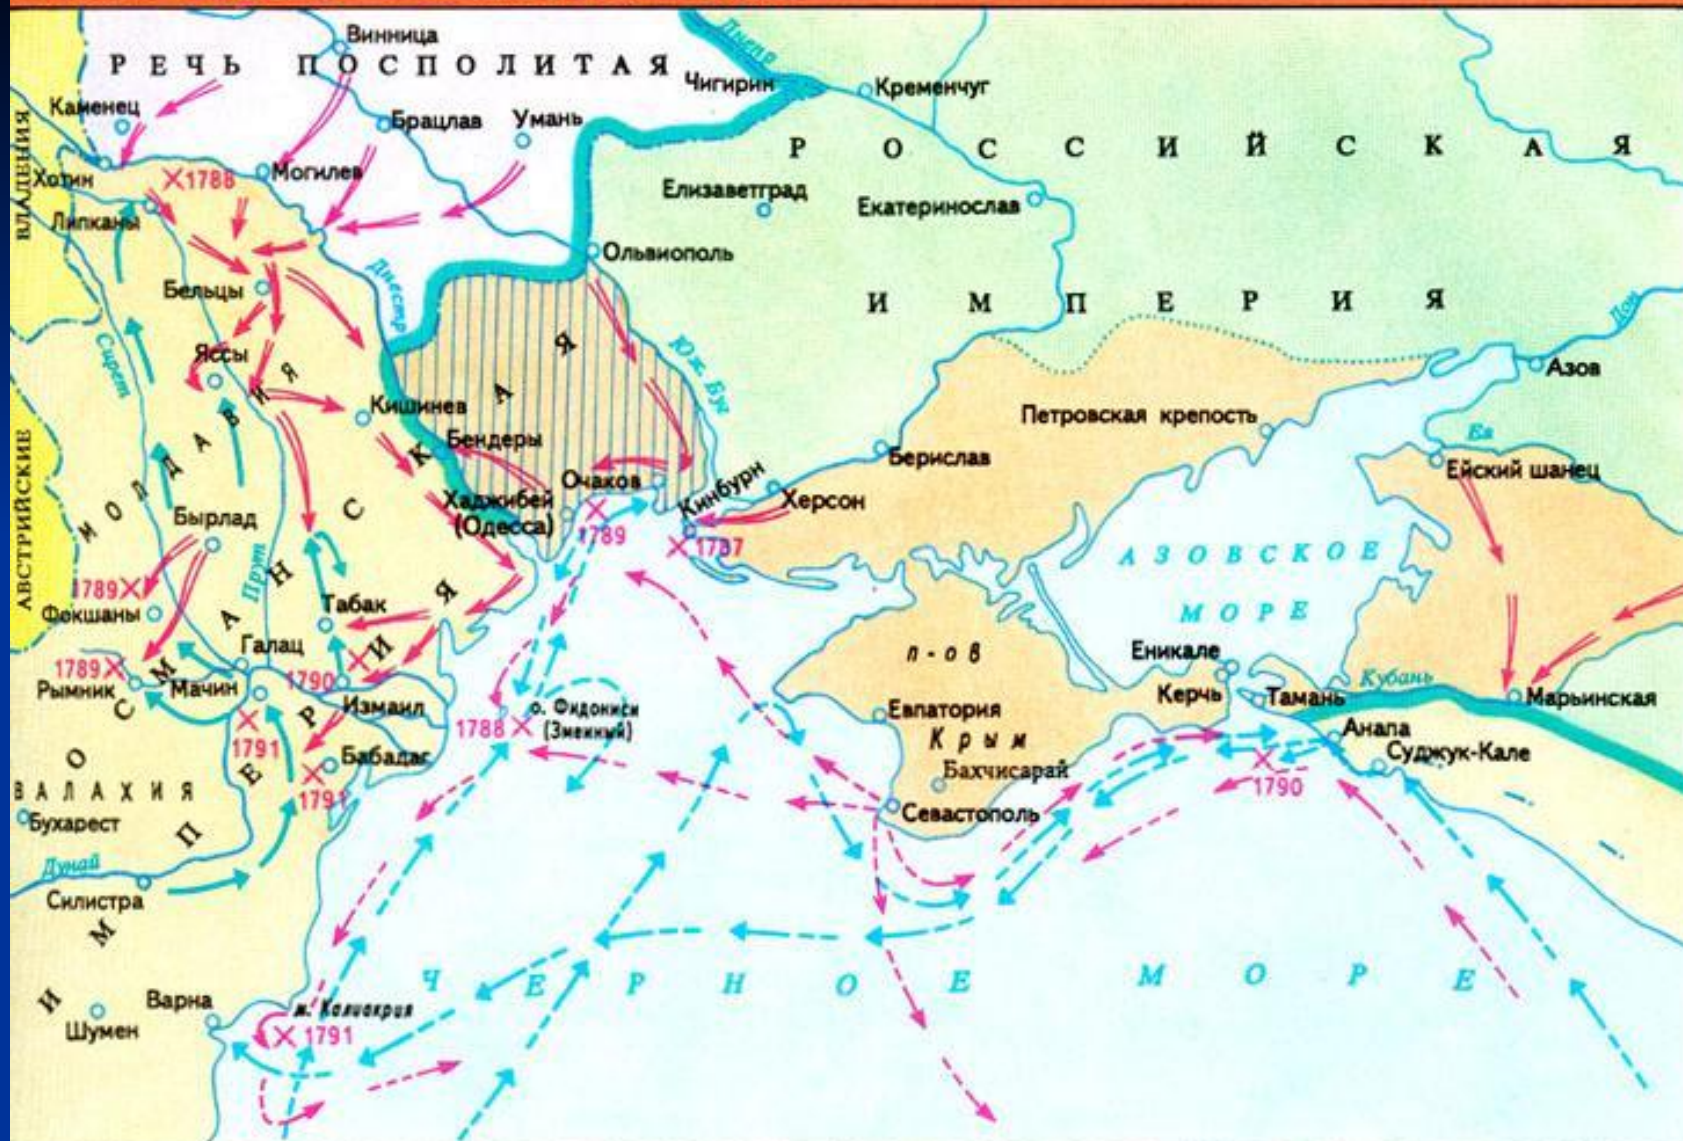 РЕЧЬ ПОСПОЛИТАЯ
Винница
Днепр
Чигирин
Кременчуг
Каменец
Брацлав
Умань
РОССИЙСКАЯ
ИМПЕРИЯ
ВЛАДЕНИЯ
АВСТРИЙСКИЕ
Хотин
1788
Могилев
Елизаветград
Екатеринослав
Липканы
Ольвиополь
Днестр
Бельцы
Дон
Сирет
Яссы
Юж. Буг
Азов
МОЛДАВИЯ
Кишинев
Петровская крепость
Бендеры
Берислав
Ея
Ейский шанец
Очаков
Кинбурн
Херсон
Хаджибей
(Одесса)
1789
1787
Бырлад
Прут
АЗОВСКОЕ
МОРЕ
1789
Фокшаны
Табак
Галац
1789
Рымник
Мачин
1790
Измаил
п-ов
Крым
Еникале
Керчь
Тамань
Кубань
Марьинская
1788
о. Фидониси
(Змеиный)
Евпатория
Анапа
Суджук-Кале
1791
Бабадаг
Бахчисарай
1791
1790
ВАЛАХИЯ
Бухарест
Севастополь
Дунай
Силистра
ОСМАНСКАЯ
ИМПЕРИЯ
ЧЕРНОЕ МОРЕ
Варна
м. Калиакрия
1791
Шумен